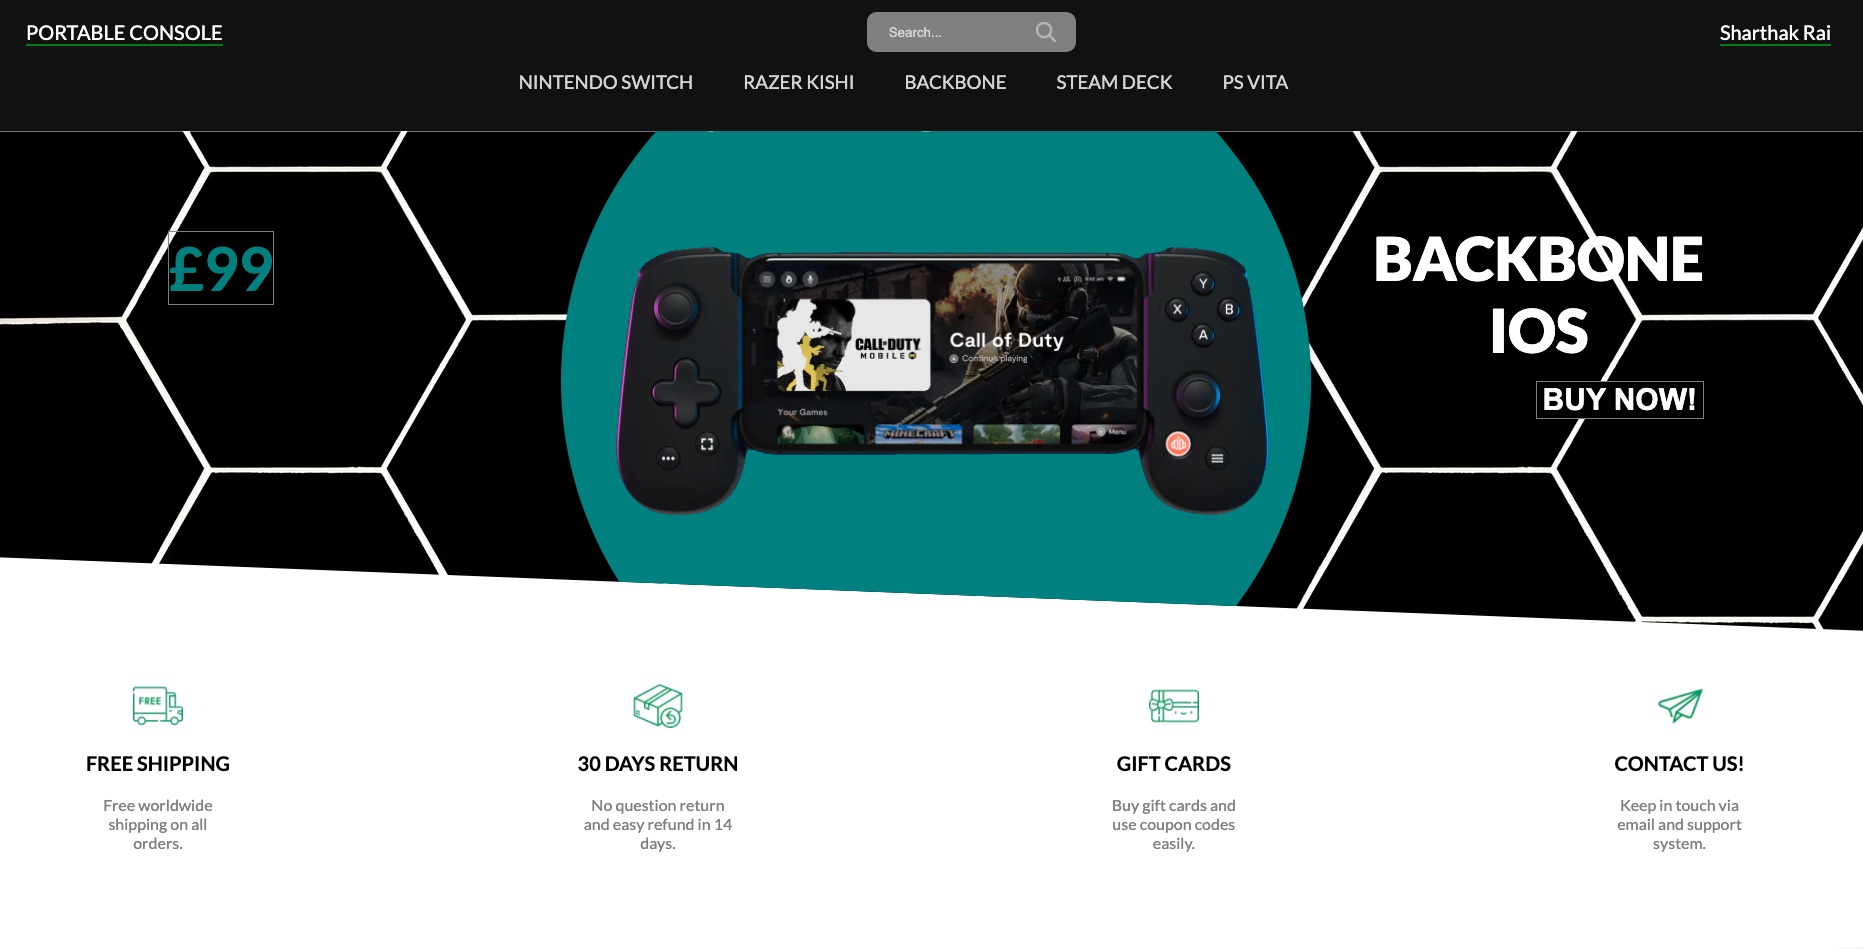 PORTABLE CONSOLE
Search...
Sharthak Rai
NINTENDO SWITCH
RAZER KISHI
BACKBONE
STEAM DECK
PS VITA
£99
BACKBONE
IOS
BUY NOW!
Y
X
B
A
CALL OF DUTY
MOBILE
Call of Duty
A Continue playing
Your Games
MINECRAFT
Menu
FREE
FREE SHIPPING
Free worldwide
shipping on all
orders.
30 DAYS RETURN
No question return
and easy refund in 14
days.
GIFT CARDS
Buy gift cards and
use coupon codes
easily.
CONTACT US!
Keep in touch via
email and support
system.